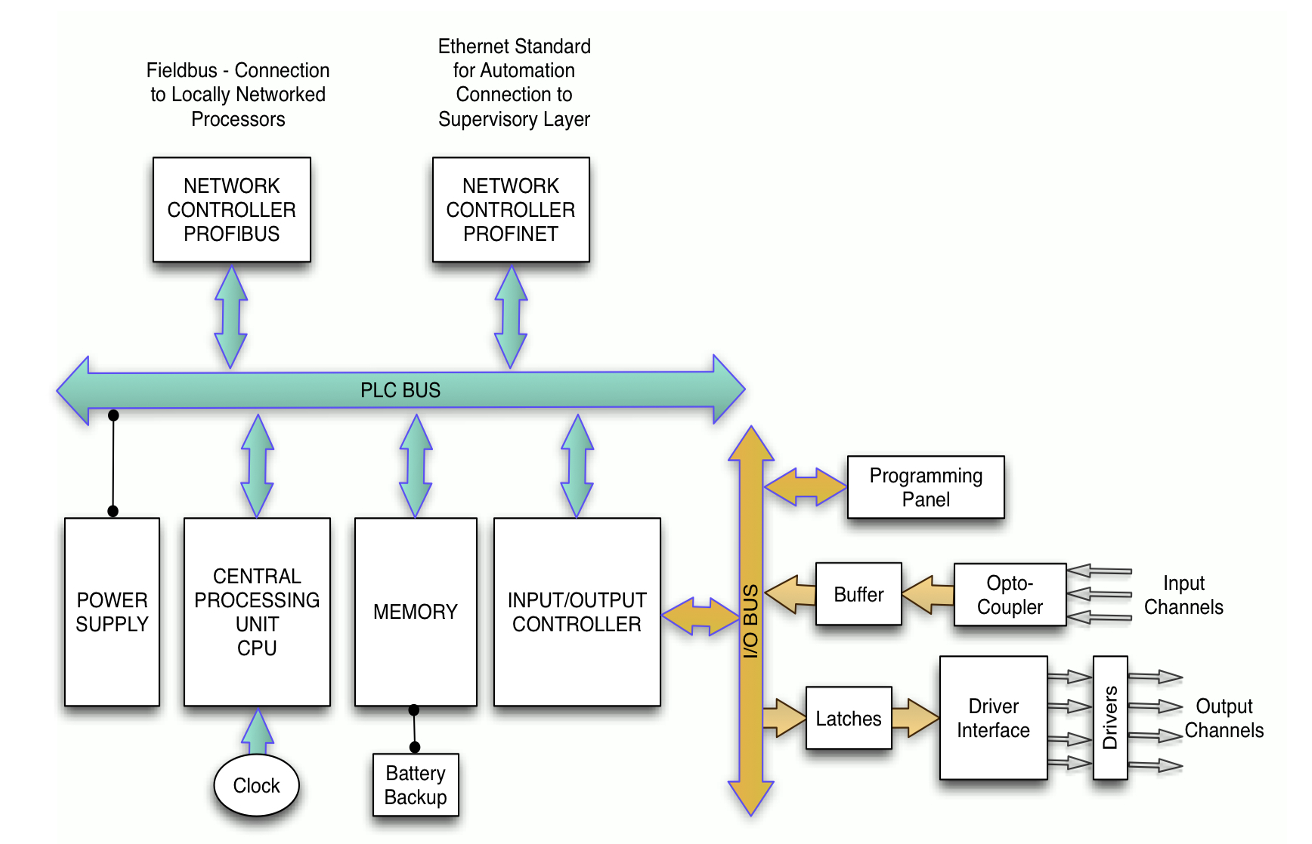 Fieldbus - Connection
to Locally Networked
Processors
Ethernet Standard
for Automation
Connection to
Supervisory Layer
NETWORK
CONTROLLER
PROFIBUS
NETWORK
CONTROLLER
PROFINET
PLC BUS
POWER
SUPPLY
CENTRAL
PROCESSING
UNIT
CPU
MEMORY
INPUT/OUTPUT
CONTROLLER
I/O BUS
Programming
Panel
Buffer
Opto-
Coupler
Input
Channels
Latches
Driver
Interface
Drivers
Output
Channels
Clock
Battery
Backup